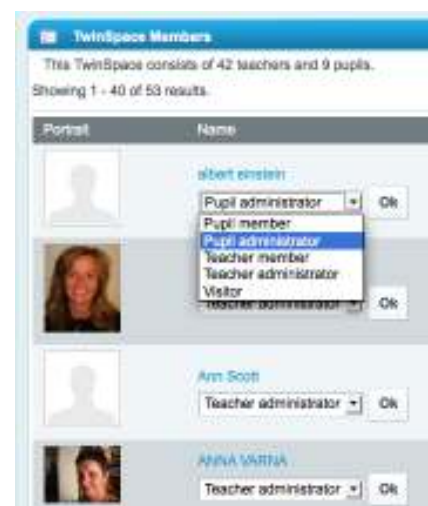 TwinSpace Members
This TwinSpace consists of 42 teachers and 9 pupils.
Showing 1 - 40 of 53 results.
Portrait Name
albert einstein
Pupil administrator Ok
Pupil member
Pupil administrator
Teacher member
Teacher administrator
Visitor
Teacher administrator Ok
Ann Scott
Teacher administrator Ok
ANNA VARNA
Teacher administrator Ok